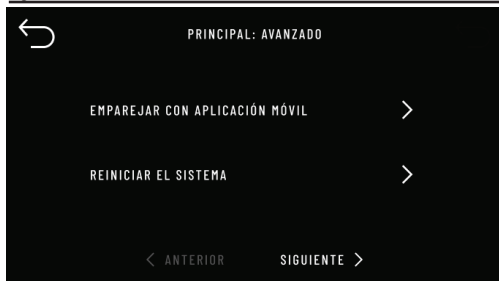 PRINCIPAL: AVANZADO
EMPAREJAR CON APLICACIÓN MÓVIL
REINICIAR EL SISTEMA
ANTERIOR SIGUIENTE